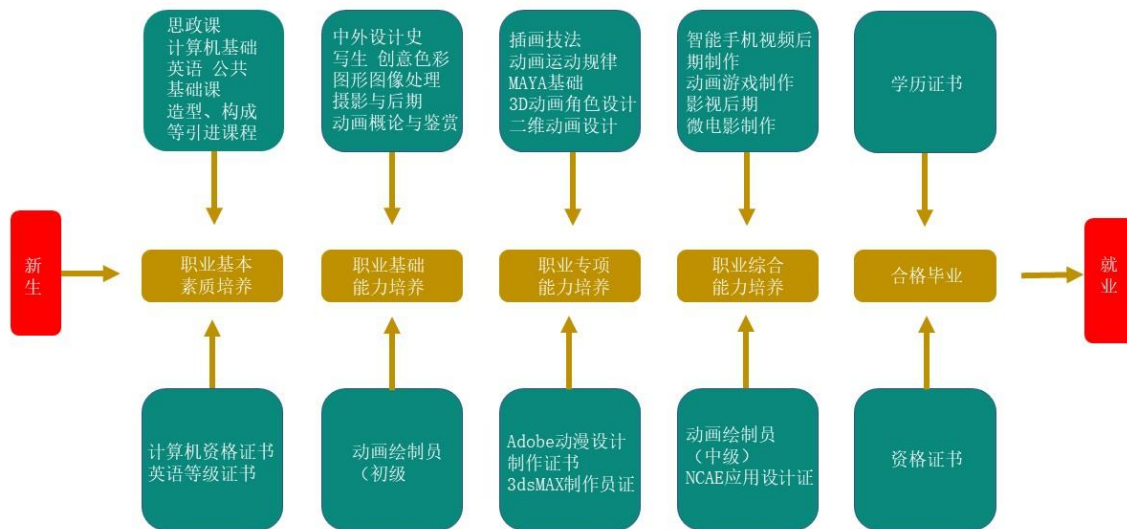 思政课
计算机基础
英语 公共
基础课
造型、构成
等引进课程
中外设计史
写生 创意色彩
图形图像处理
摄影与后期
动画概论与鉴赏
插画技法
动画运动规律
MAYA基础
3D动画角色设计
二维动画设计
智能手机视频后
期制作
动画游戏制作
影视后期
微电影制作
学历证书
新
生
职业基本
素质培养
职业基础
能力培养
职业专项
能力培养
职业综合
能力培养
合格毕业
就
业
计算机资格证书
英语等级证书
动画绘制员
（初级
Adobe动漫设计
制作证书
3dsMAX制作员证
动画绘制员
（中级）
NCAE应用设计证
资格证书